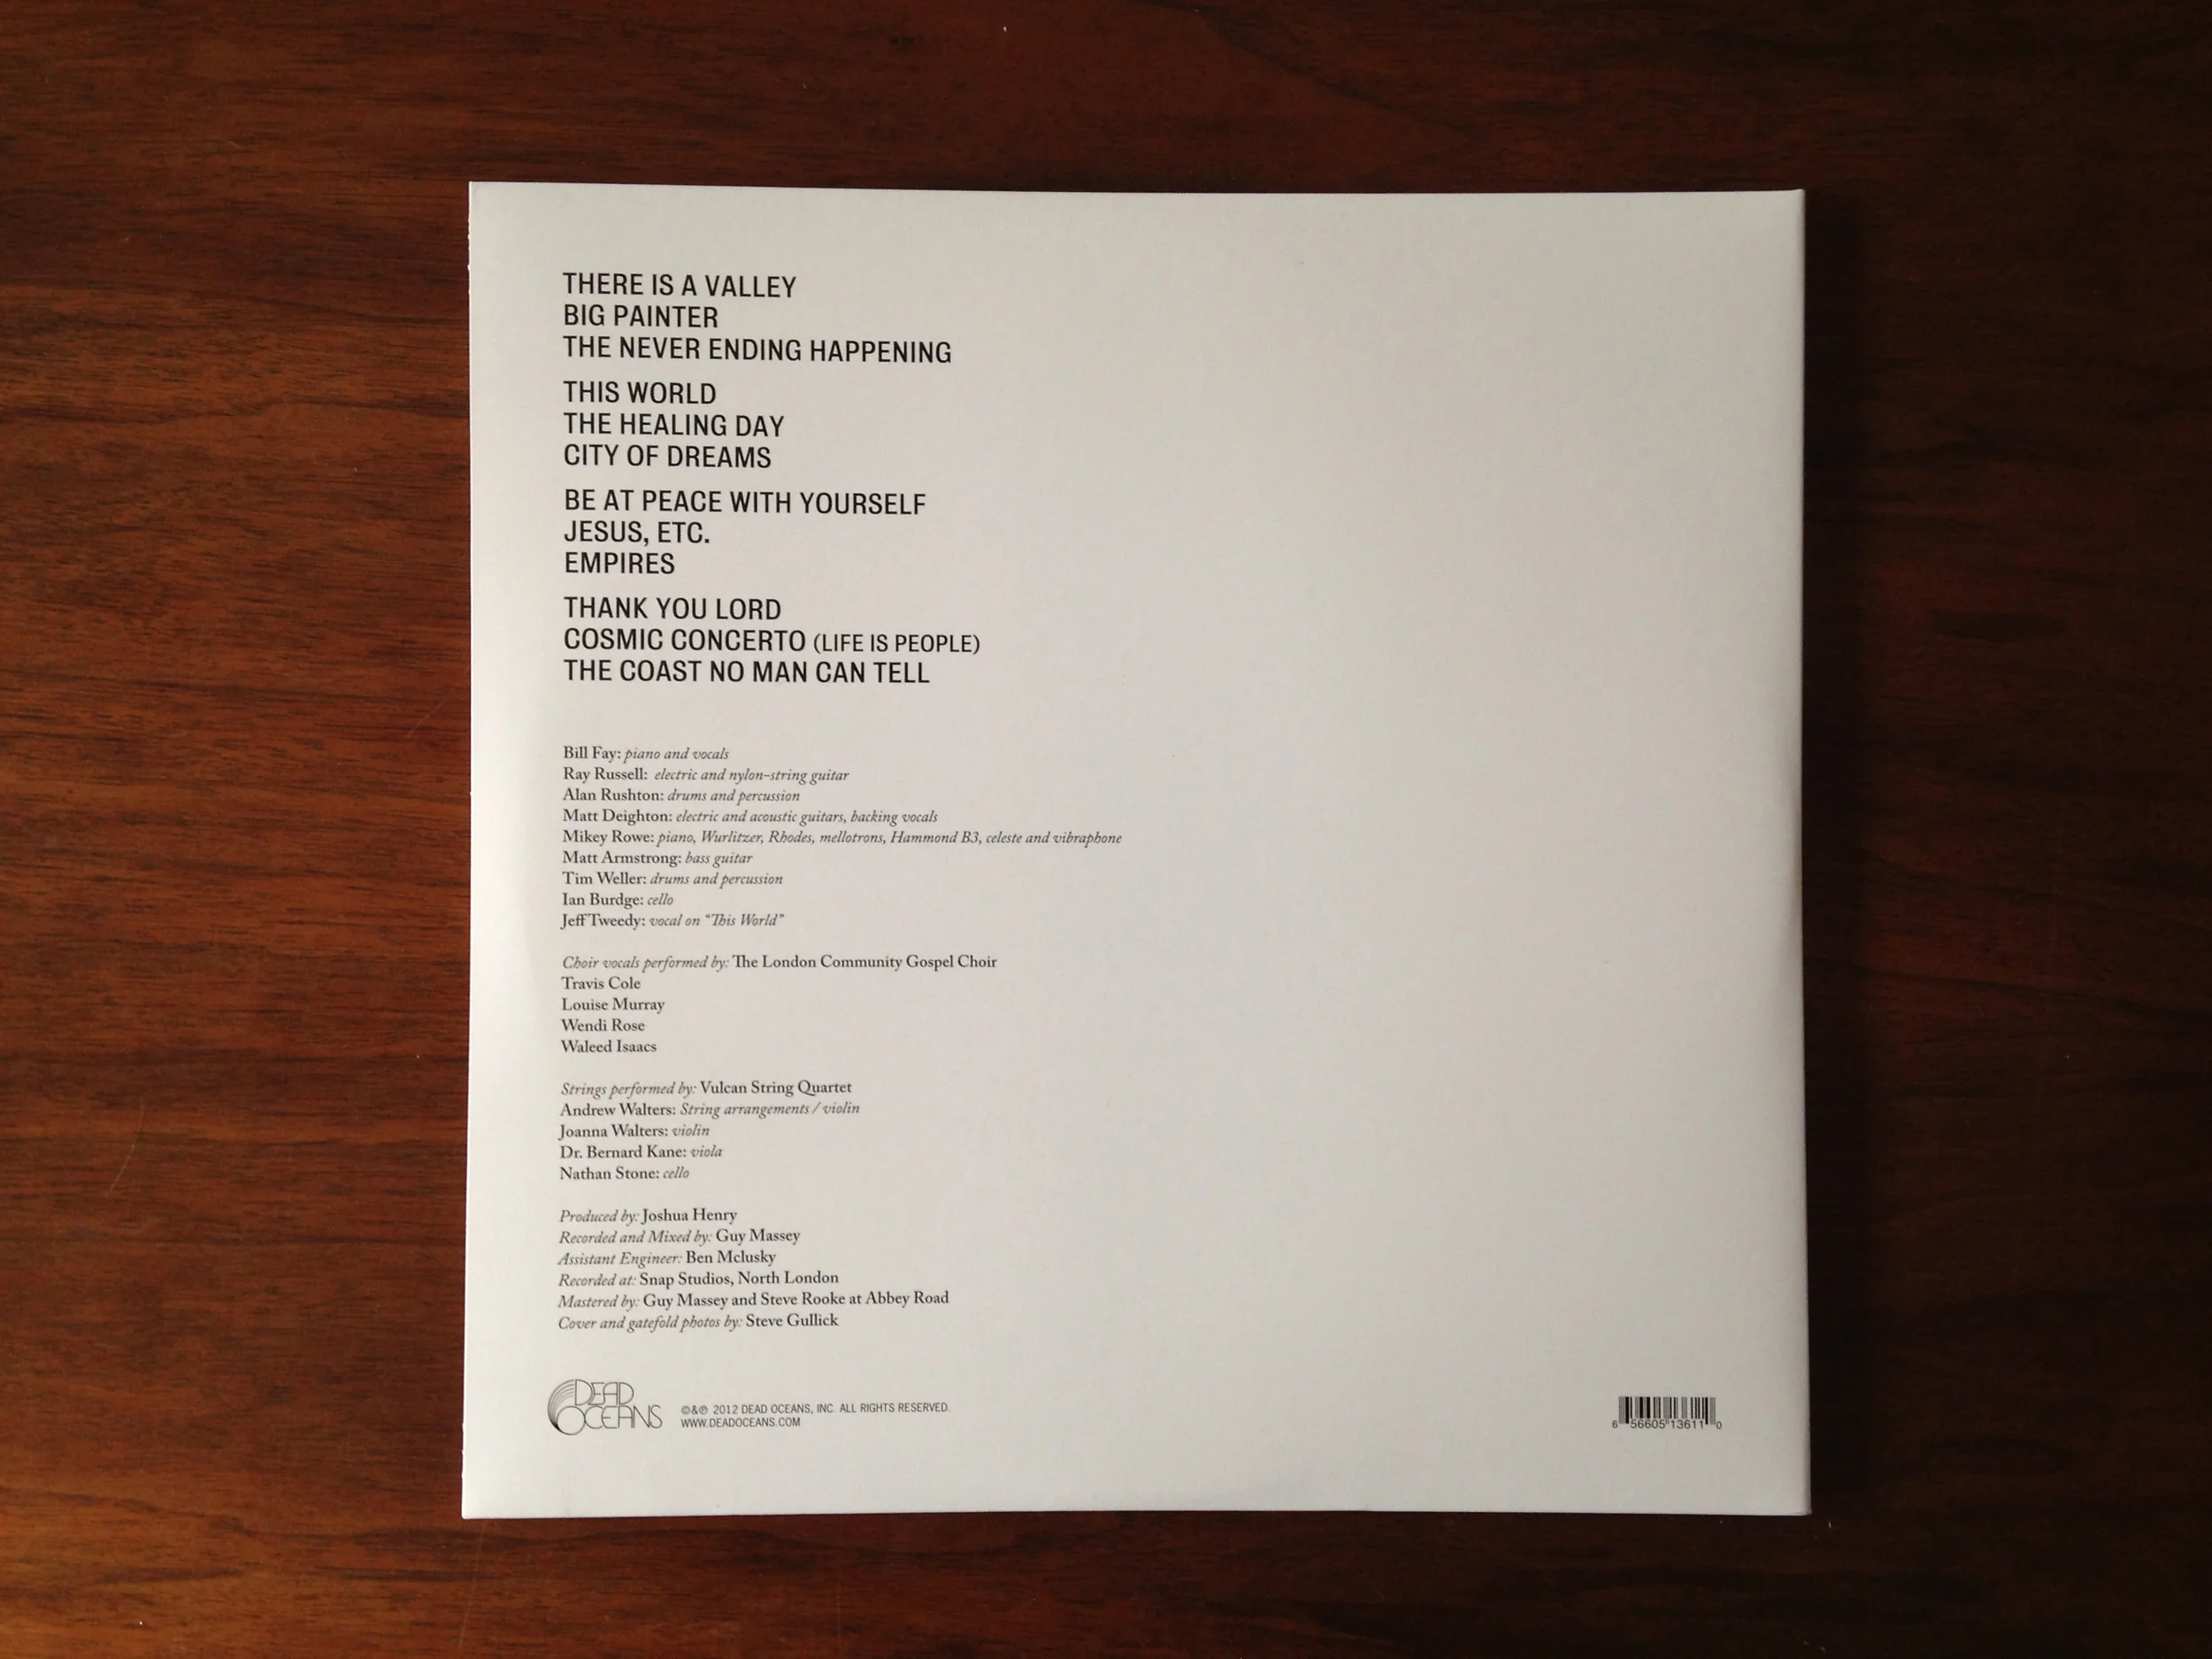 THERE IS A VALLEY
BIG PAINTER
THE NEVER ENDING HAPPENING
THIS WORLD
THE HEALING DAY
CITY OF DREAMS
BE AT PEACE WITH YOURSELF
JESUS, ETC.
EMPIRES
THANK YOU LORD
COSMIC CONCERTO (LIFE IS PEOPLE)
THE COAST NO MAN CAN TELL
Bill Fay: piano and vocals
Ray Russell: electric and nylon-string guitar
Alan Rushton: drums and percussion
Matt Deighton: electric and acoustic guitars, backing vocals
Mikey Rowe: piano, Wurlitzer, Rhodes, mellotrons, Hammond B3, celeste and vibraphone
Matt Armstrong: bass guitar
Tim Weller: drums and percussion
Ian Burdge: cello
Jeff Tweedy: vocal on "This World"
Choir vocals performed by: The London Community Gospel Choir
Travis Cole
Louise Murray
Wendi Rose
Waleed Isaacs
Strings performed by: Vulcan String Quartet
Andrew Walters: String arrangements / violin
Joanna Walters: violin
Dr. Bernard Kane: viola
Nathan Stone: cello
Produced by: Joshua Henry
Recorded and Mixed by: Guy Massey
Assistant Engineer: Ben Mclusky
Recorded at: Snap Studios, North London
Mastered by: Guy Massey and Steve Rooke at Abbey Road
Cover and gatefold photos by: Steve Gullick
DEAD OCEANS
©&℗ 2012 DEAD OCEANS, INC. ALL RIGHTS RESERVED.
WWW.DEADOCEANS.COM
6 56605 13611 0